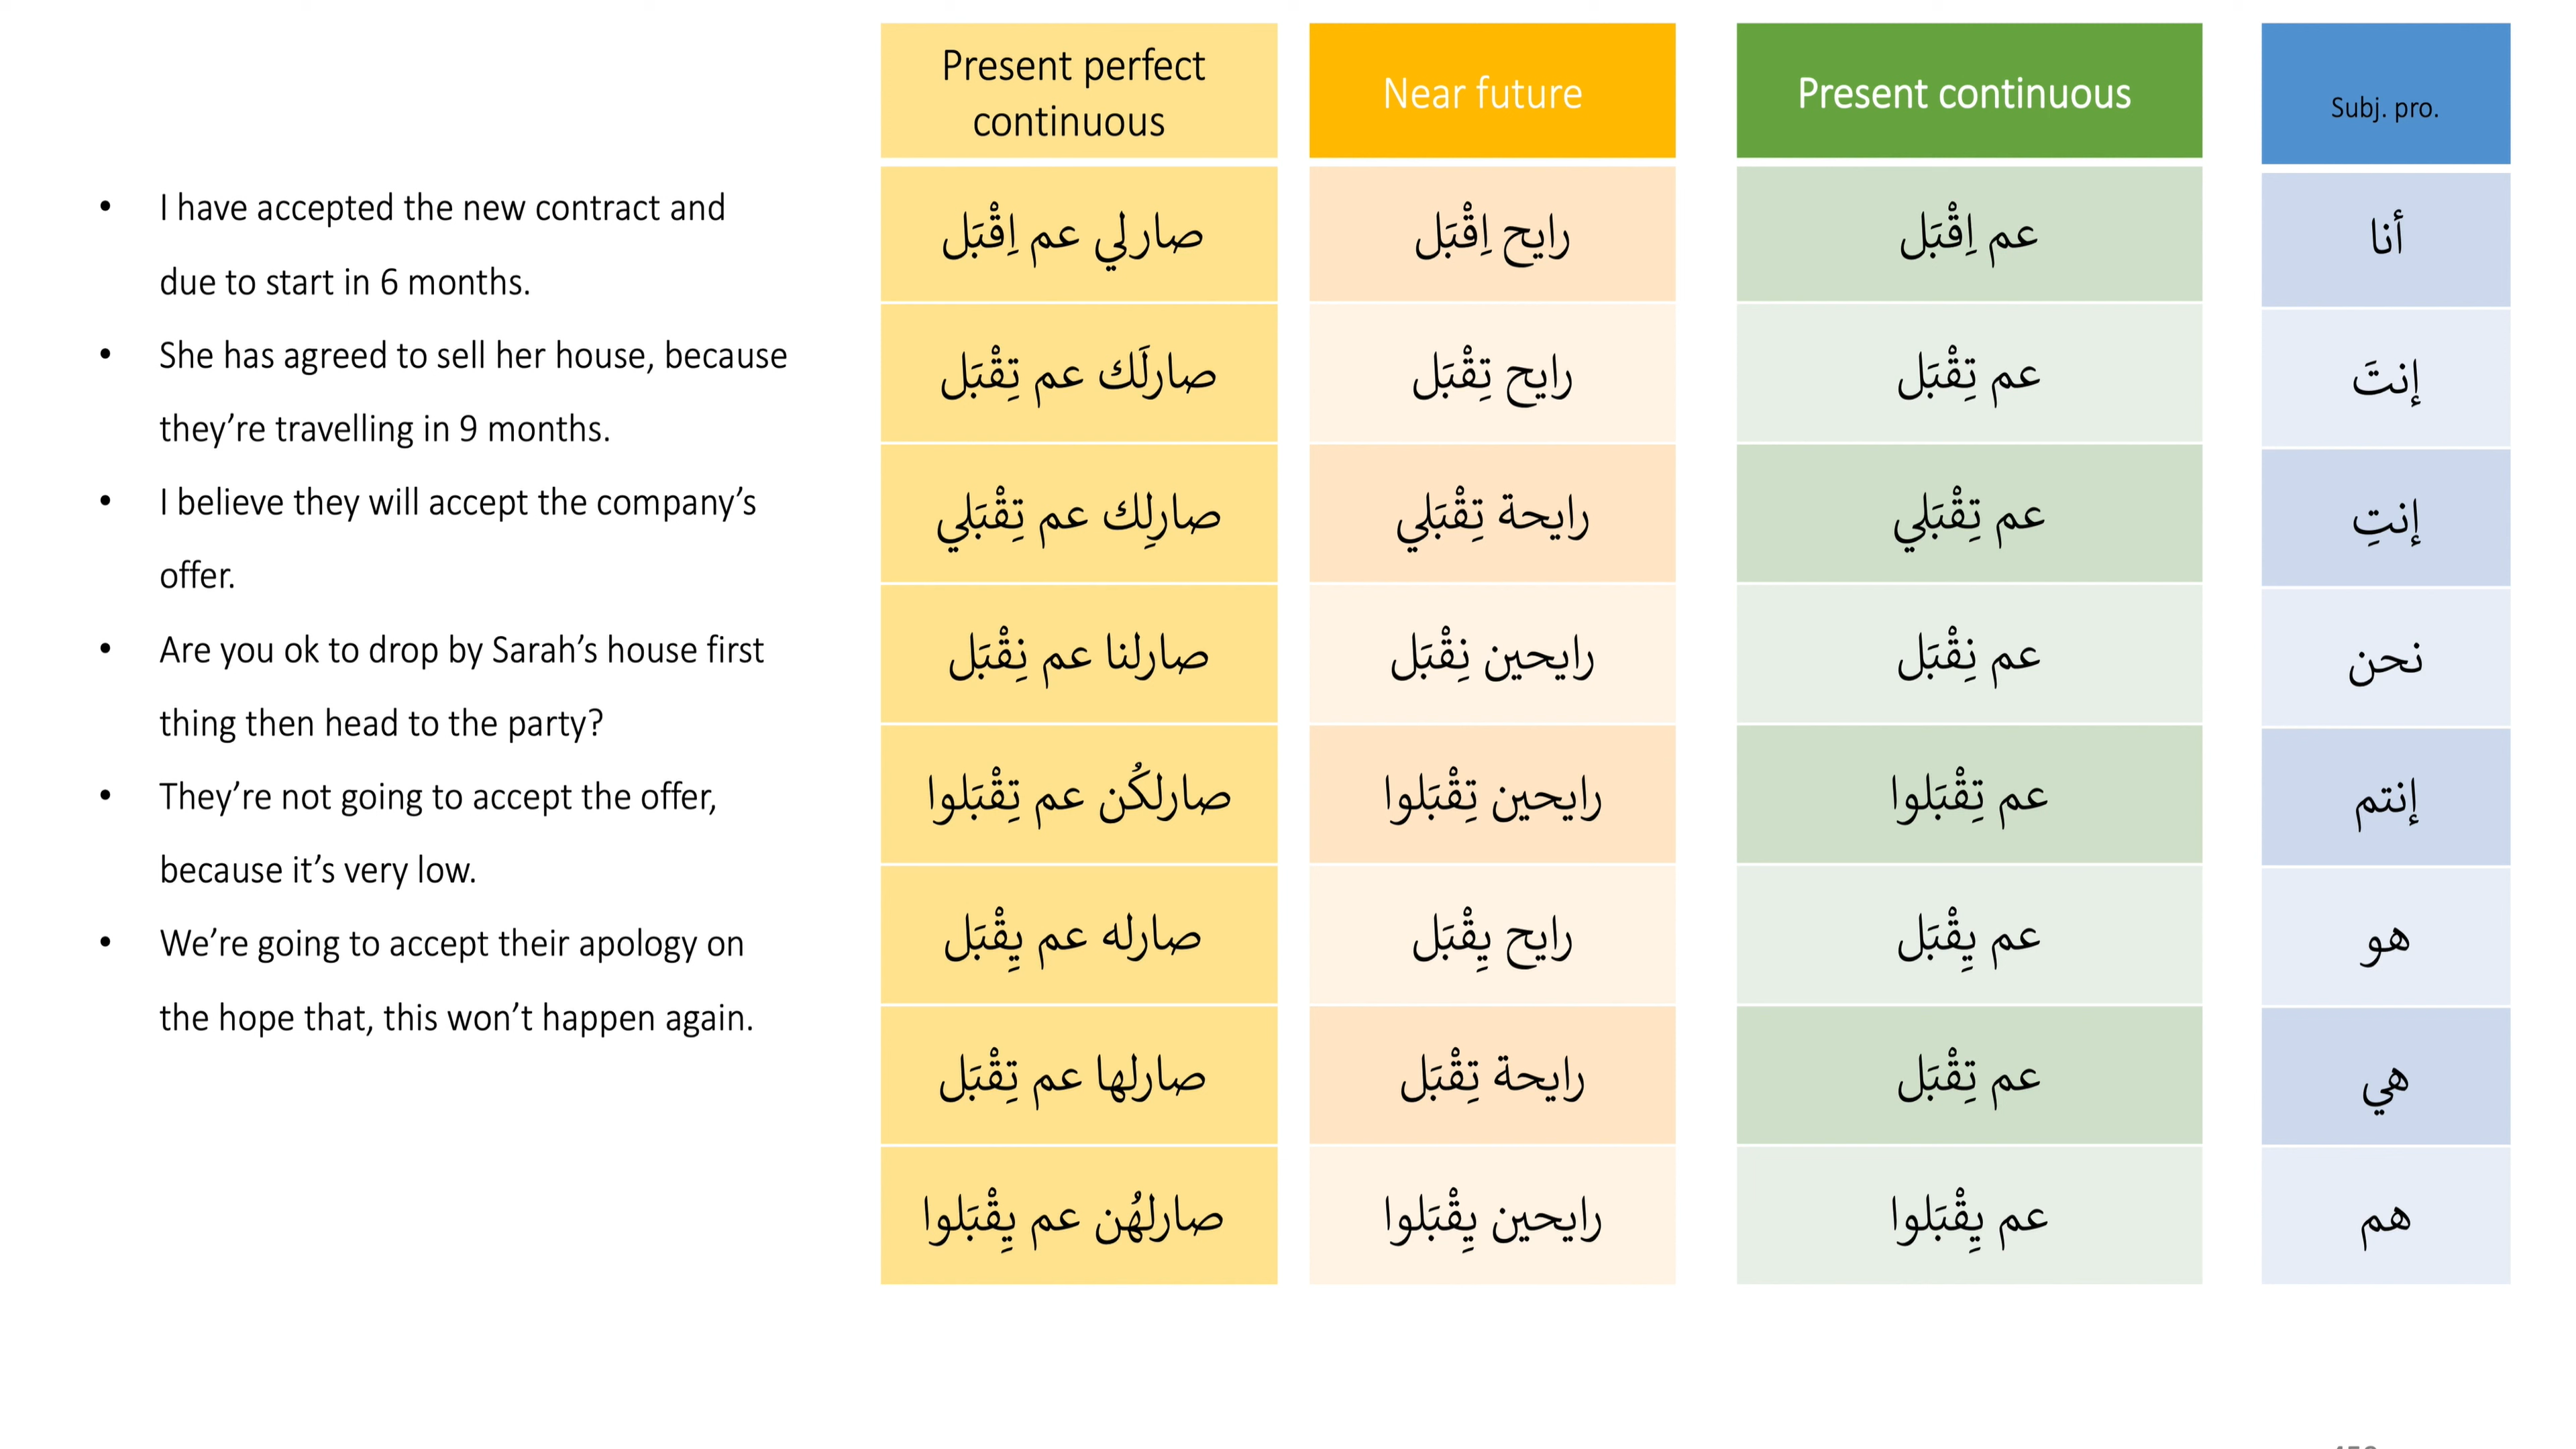 Present perfect
continuous
Near future
Present continuous
Subj. pro.
• I have accepted the new contract and
due to start in 6 months.
• She has agreed to sell her house, because
they’re travelling in 9 months.
• I believe they will accept the company’s
offer.
• Are you ok to drop by Sarah’s house first
thing then head to the party?
• They’re not going to accept the offer,
because it’s very low.
• We’re going to accept their apology on
the hope that, this won’t happen again.
أنا عم اِقْبَل رايح اِقْبَل صارلي عم اِقْبَل
إنتَ عم تِقْبَل رايح تِقْبَل صارلَك عم تِقْبَل
إنتِ عم تِقْبَلي رايحة تِقْبَلي صارلِك عم تِقْبَلي
نحن عم نِقْبَل رايحين نِقْبَل صارلنا عم نِقْبَل
إنتم عم تِقْبَلوا رايحين تِقْبَلوا صارلكُن عم تِقْبَلوا
هو عم يِقْبَل رايح يِقْبَل صارله عم يِقْبَل
هي عم تِقْبَل رايحة تِقْبَل صارلها عم تِقْبَل
هم عم يِقْبَلوا رايحين يِقْبَلوا صارلهُن عم يِقْبَلوا